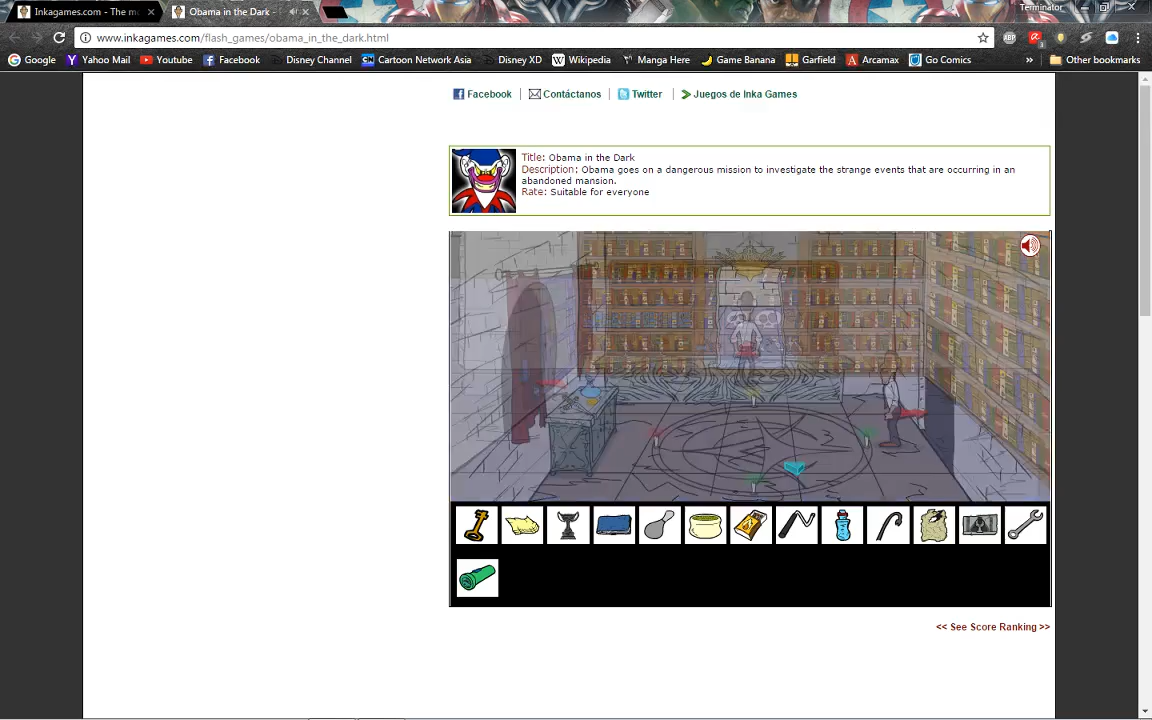 Inkagames.com - The m
Obama in the Dark -
Terminator
www.inkagames.com/flash_games/obama_in_the_dark.html
ABP
3
Google
Yahoo Mail
Youtube
Facebook
Disney Channel
CN
Cartoon Network Asia
Disney XD
W
Wikipedia
Manga Here
Game Banana
Garfield
A
Arcamax
Go Comics
»
Other bookmarks
Facebook
Contáctanos
Twitter
Juegos de Inka Games
Title: Obama in the Dark
Description: Obama goes on a dangerous mission to investigate the strange events that are occurring in an
abandoned mansion.
Rate: Suitable for everyone
<< See Score Ranking >>